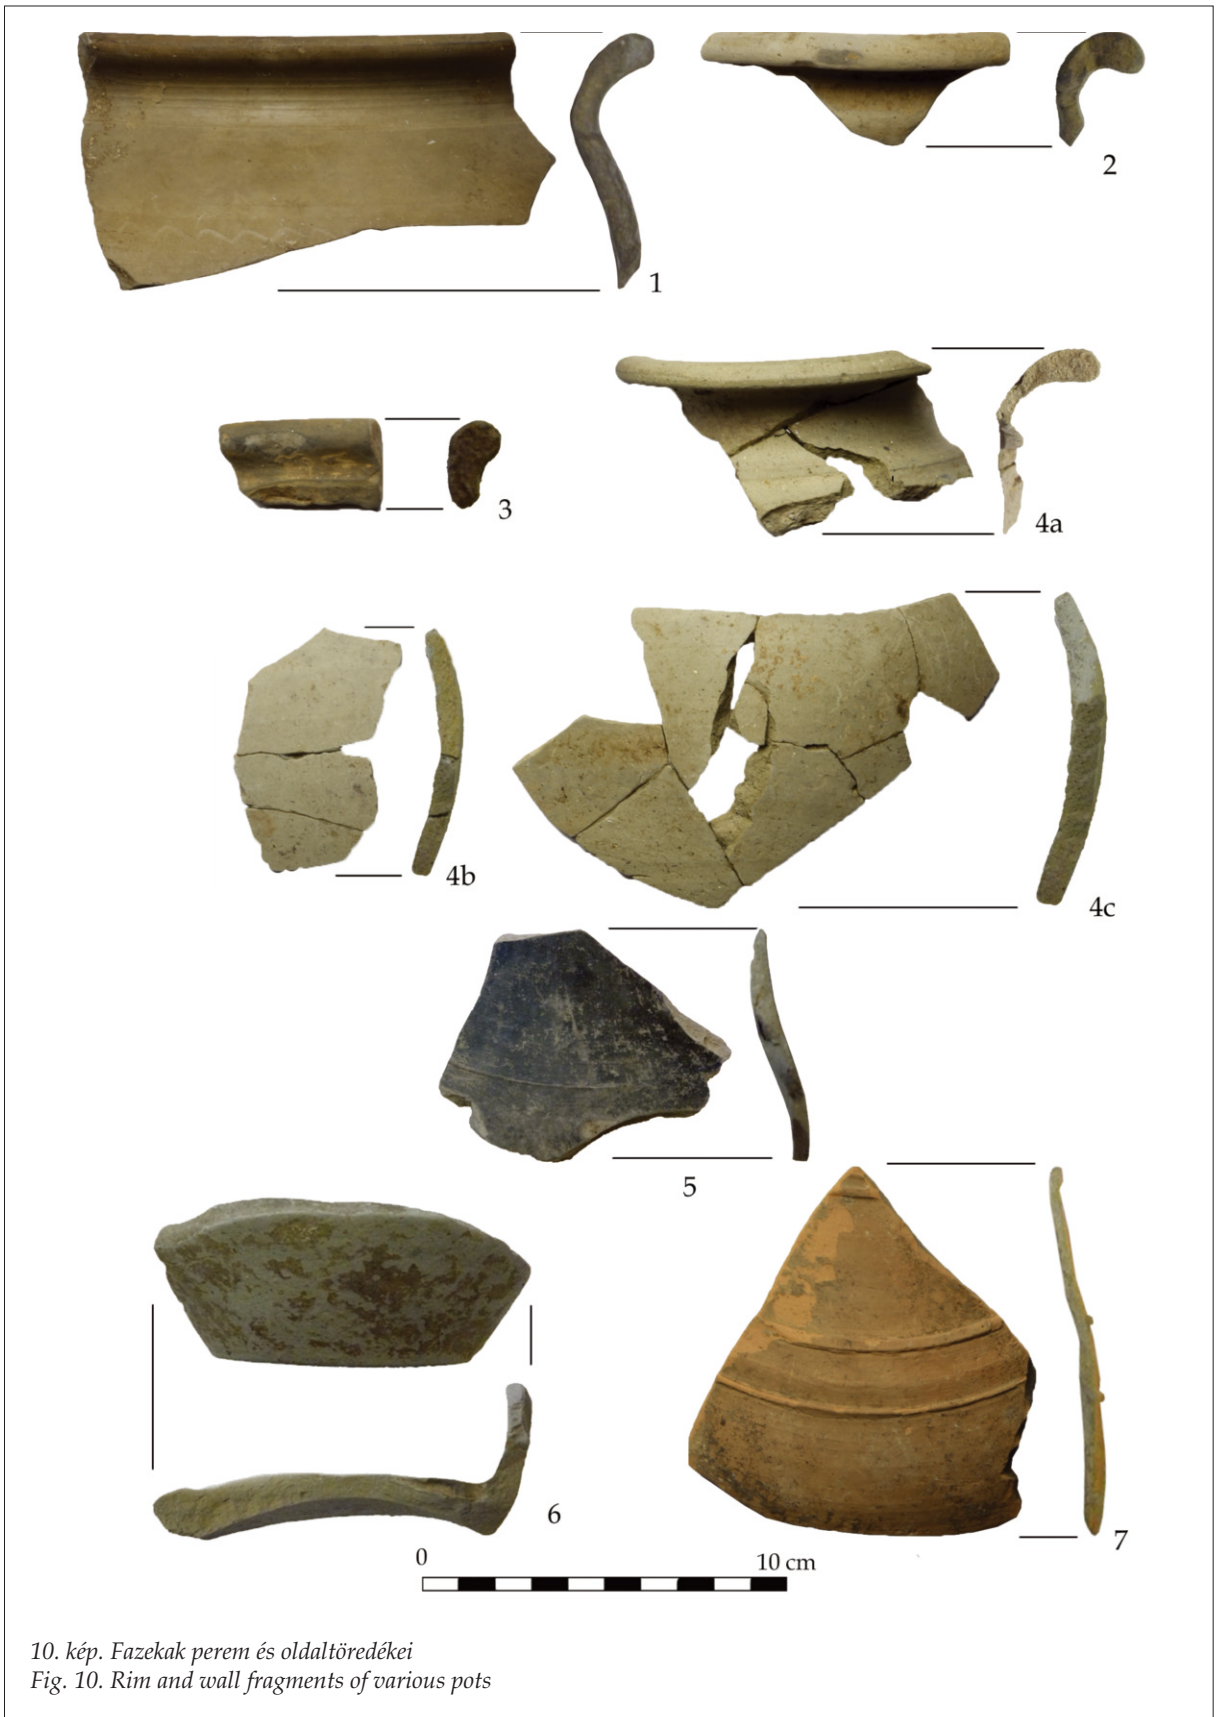 1
2
3
4a
4b
4c
5
6
7
0 10 cm
10. kép. Fazekak perem és oldaltöredékei
Fig. 10. Rim and wall fragments of various pots